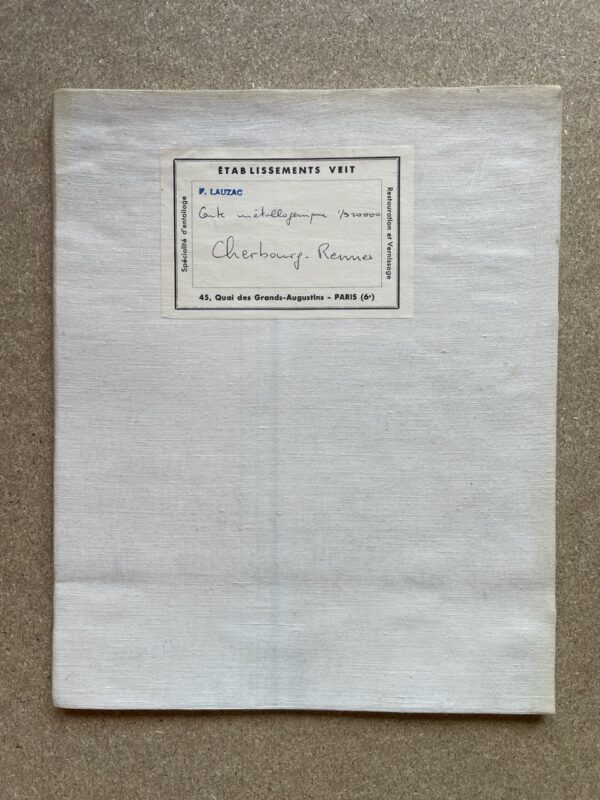 ÉTABLISSEMENTS VEIT
F. LAUZAC
Carte métallogénique 1/320000
Cherbourg - Rennes
Spécialité d'entoilage
Restauration et Vernissage
45, Quai des Grands-Augustins - PARIS (6e)